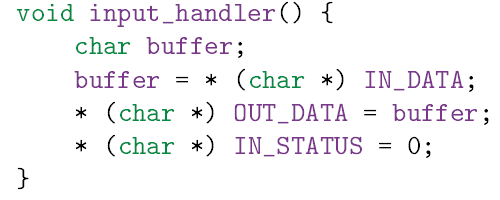 void input_handler() {
    char buffer;
    buffer = * (char *) IN_DATA;
    * (char *) OUT_DATA = buffer;
    * (char *) IN_STATUS = 0;
}